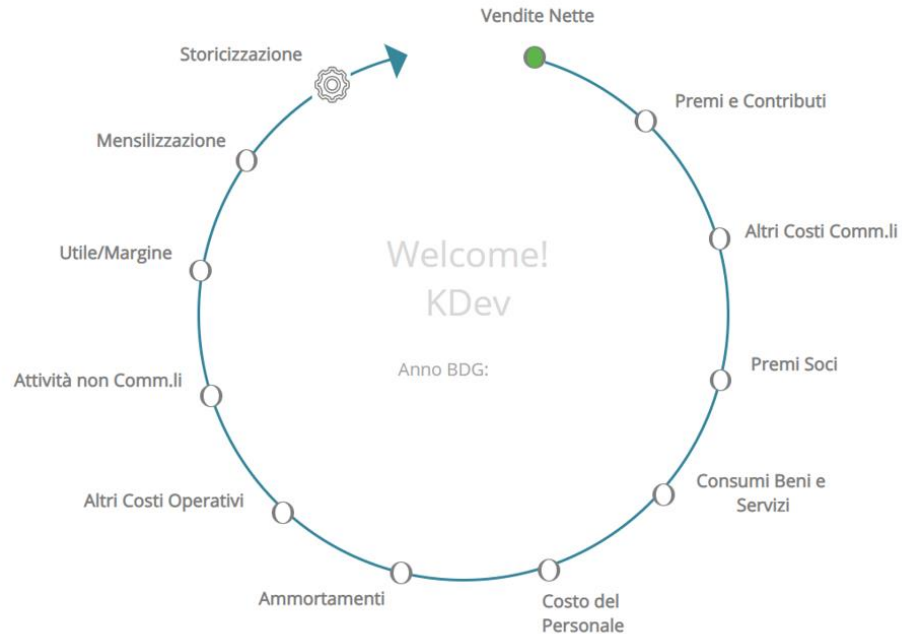 Vendite Nette
Storicizzazione
Premi e Contributi
Mensilizzazione
Altri Costi Comm.li
Utile/Margine
Welcome!
KDev
Anno BDG:
Premi Soci
Attività non Comm.li
Consumi Beni e
Servizi
Altri Costi Operativi
Ammortamenti
Costo del
Personale